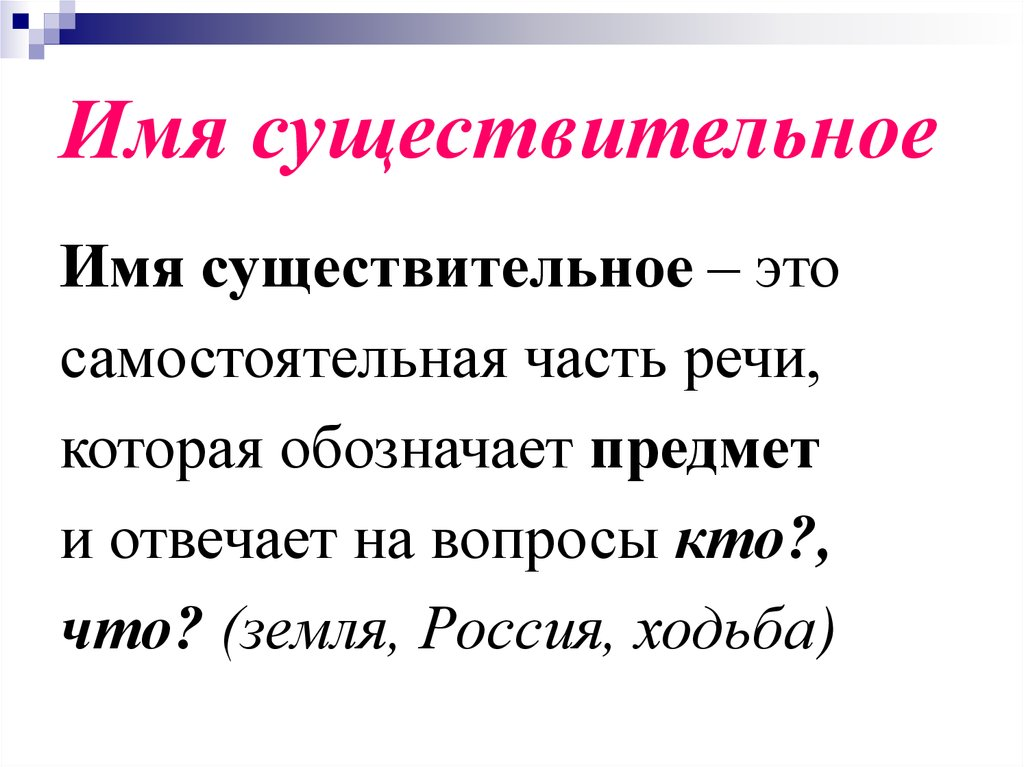 Имя существительное
Имя существительное – это
самостоятельная часть речи,
которая обозначает предмет
и отвечает на вопросы кто?,
что? (земля, Россия, ходьба)